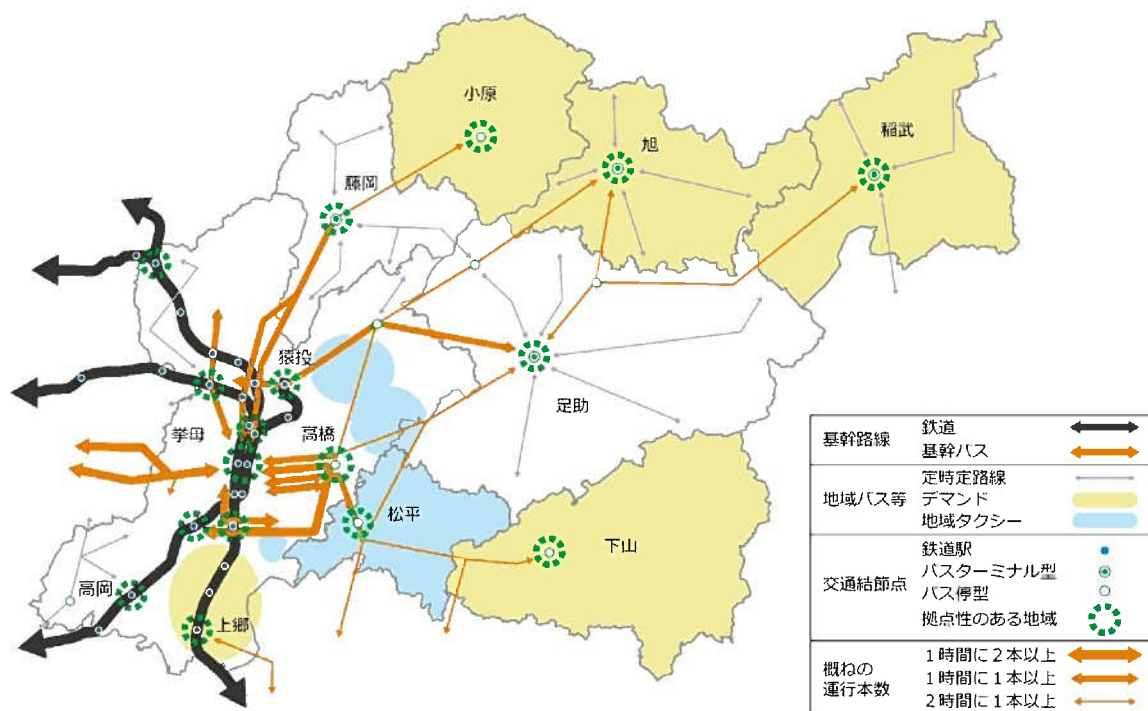 小原
旭
稲武
藤岡
猿投
足助
挙母
高橋
松平
下山
高岡
上郷
基幹路線
鉄道
基幹バス
地域バス等
定時定路線
デマンド
地域タクシー
交通結節点
鉄道駅
バスターミナル型
バス停型
拠点性のある地域
概ねの
運行本数
1時間に2本以上
1時間に1本以上
2時間に1本以上